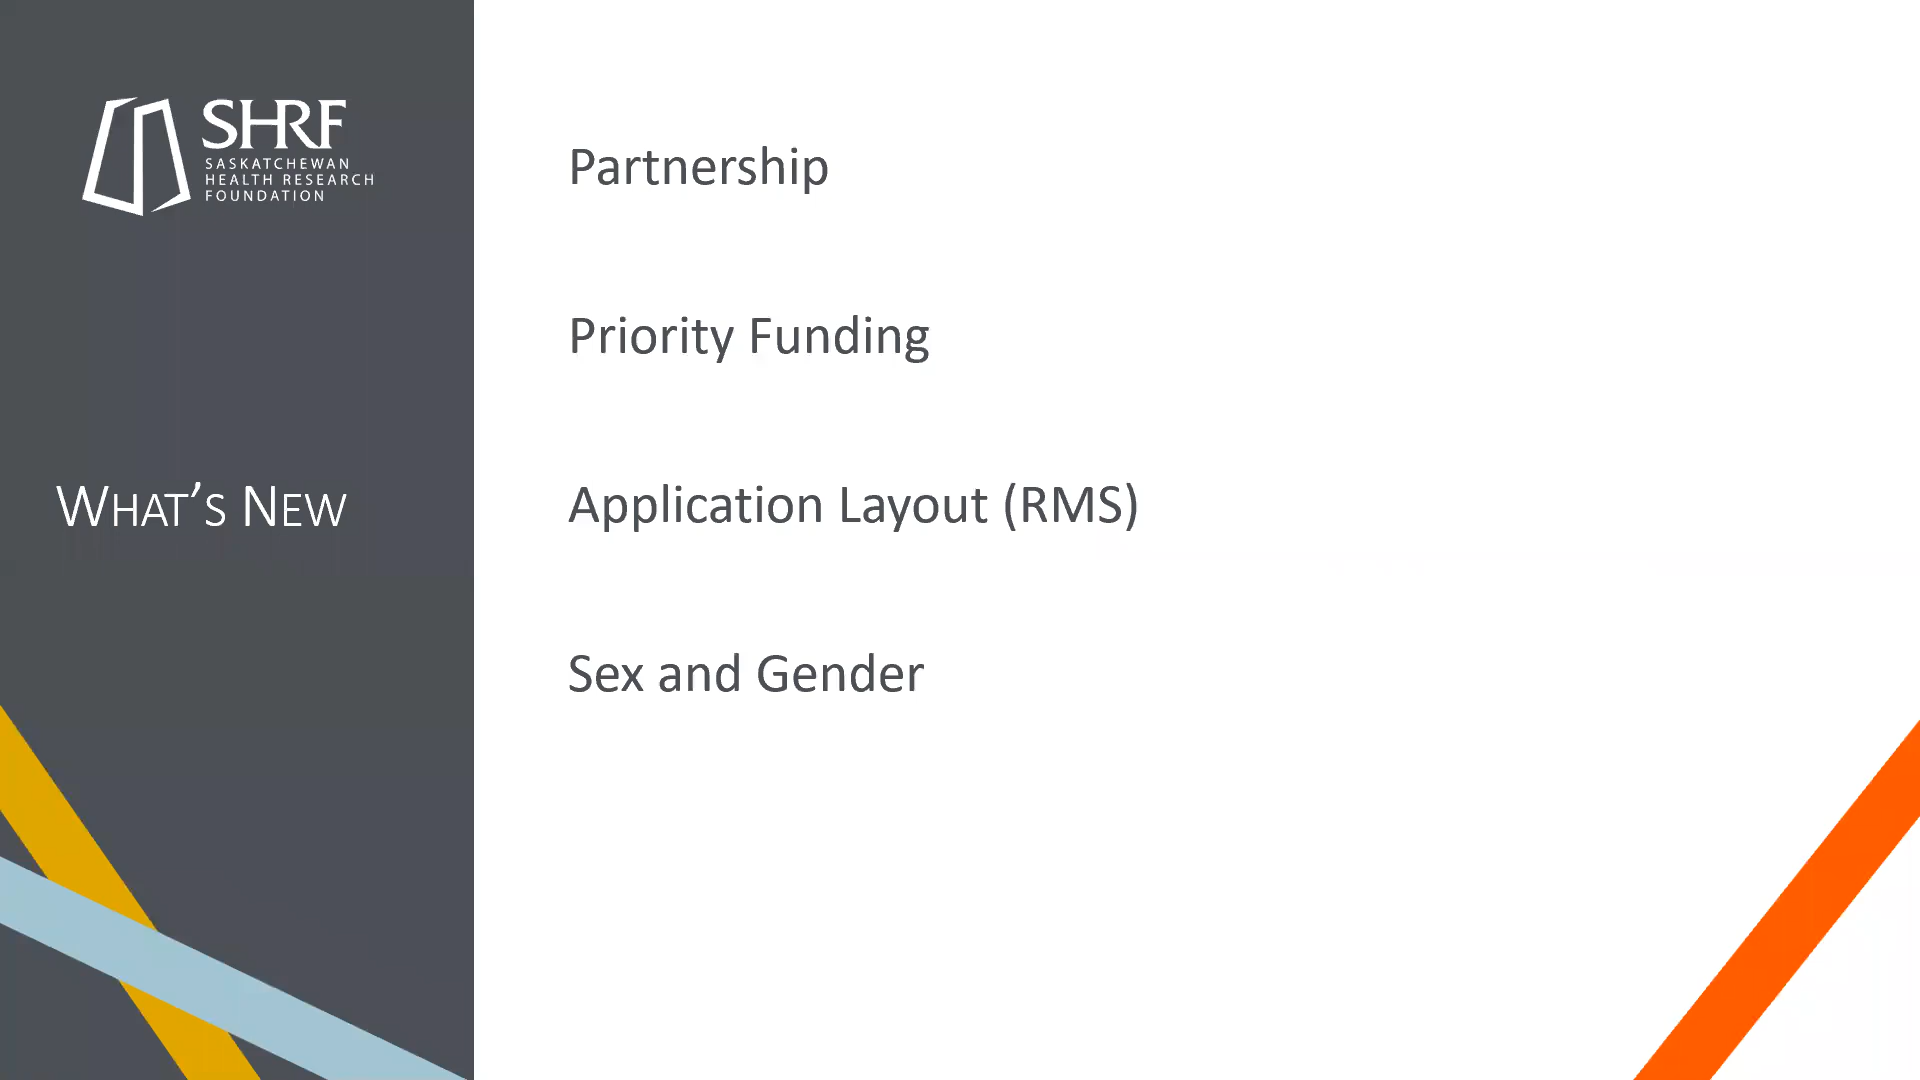 SHRF
SASKATCHEWAN
HEALTH RESEARCH
FOUNDATION
WHAT'S NEW
Partnership
Priority Funding
Application Layout (RMS)
Sex and Gender